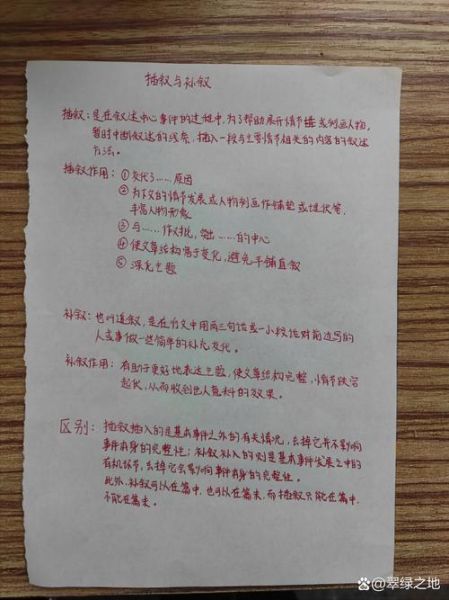 插叙与补叙
插叙：是在叙述中心事件的过程中，为了帮助展开情节或刻画人物，
暂时中断叙述的线索，插入一段与主要情节相关的内容的叙述
方法。
插叙作用：①交代了……原因
②为作文的情节发展或人物刻画作铺垫或埋伏笔，
丰富人物形象
③与……作对比，突出……的中心
④使文章结构富于变化，避免平铺直叙
⑤深化主题
补叙：也叫追叙，是在行文中用两三句话或一小段话对前边写的
人或事做一些简单的补充交代。
补叙作用：有助于更好地表达主题，使文章结构完整，情节跌宕
起伏，从而收到出人意料的效果。
区别：插叙插入的是基本事件之外的有关情况，去掉它并不影响
事件本身的完整性；补叙补入的则是基本事件发展之中的
有机环节，去掉它会影响事件本身的完整性。
此外，补叙可以在篇中，也可以在篇末，而插叙只能在篇中，
不能在篇末。
百家号/翠绿之地